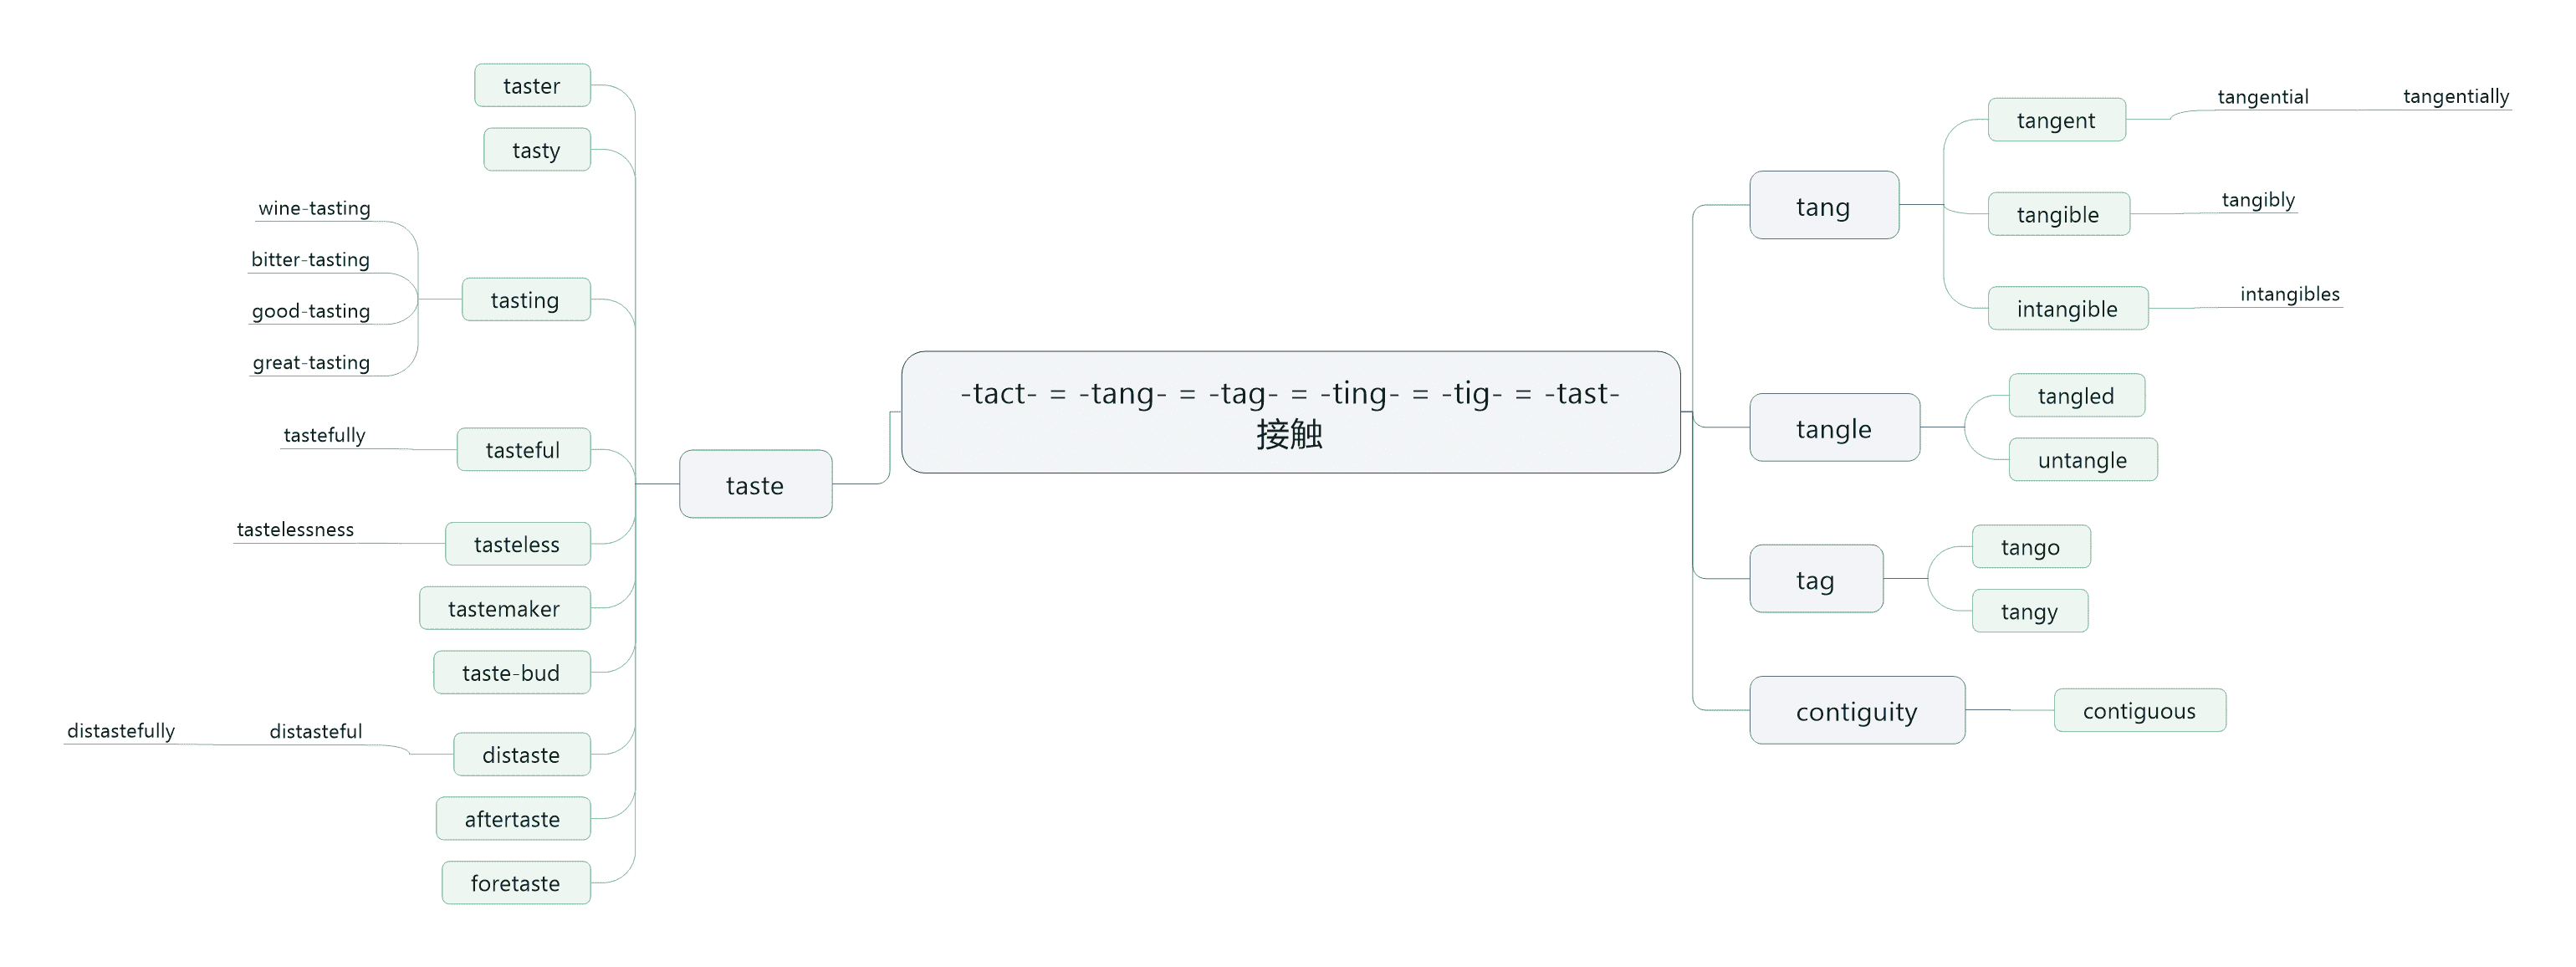 -tact- = -tang- = -tag- = -ting- = -tig- = -tast-
接触
tang
tangent
tangential
tangentially
tangible
tangibly
intangible
intangibles
tangle
tangled
untangle
tag
tango
tangy
contiguity
contiguous
taste
taster
tasty
tasting
wine-tasting
bitter-tasting
good-tasting
great-tasting
tasteful
tastefully
tasteless
tastelessness
tastemaker
taste-bud
distaste
distasteful
distastefully
aftertaste
foretaste